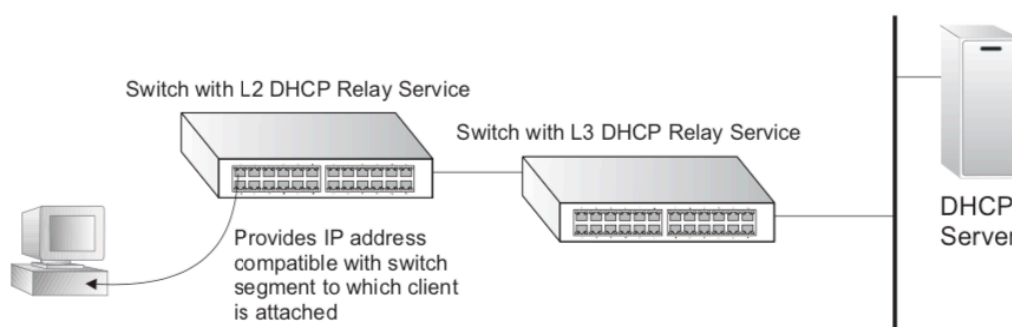 Switch with L2 DHCP Relay Service
Switch with L3 DHCP Relay Service
Provides IP address
compatible with switch
segment to which client
is attached
DHCP
Server